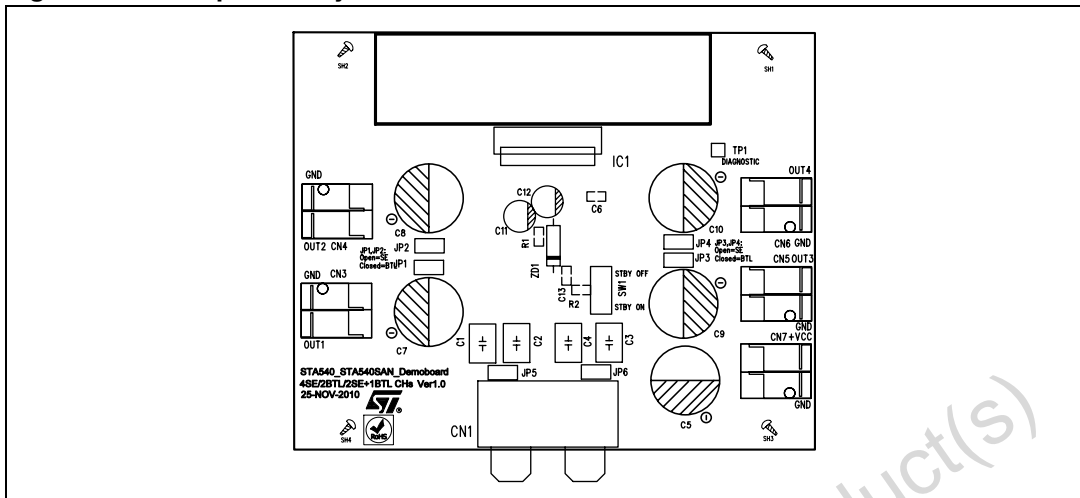 SH2
SH1
IC1
TP1
DIAGNOSTIC
GND
OUT4
C12
C8
C11
C6
C10
OUT2 CN4
R1
JP1,JP2:
Open=SE
Closed=BTL
JP2
JP1
JP4
JP3
JP3,JP4:
Open=SE
Closed=BTL
CN6 GND
CN5 OUT3
GND CN3
ZD1
C13
R2
STBY OFF
SW1
STBY ON
OUT1
C7
C1
C2
C4
C3
C9
GND
CN7 +VCC
STA540_STA540SAN_Demoboard
4SE/2BTL/2SE+1BTL CHs Ver1.0
25-NOV-2010
ST
®
JP5
JP6
GND
SH4
RoHS
CN1
C5
SH3
duct(s)